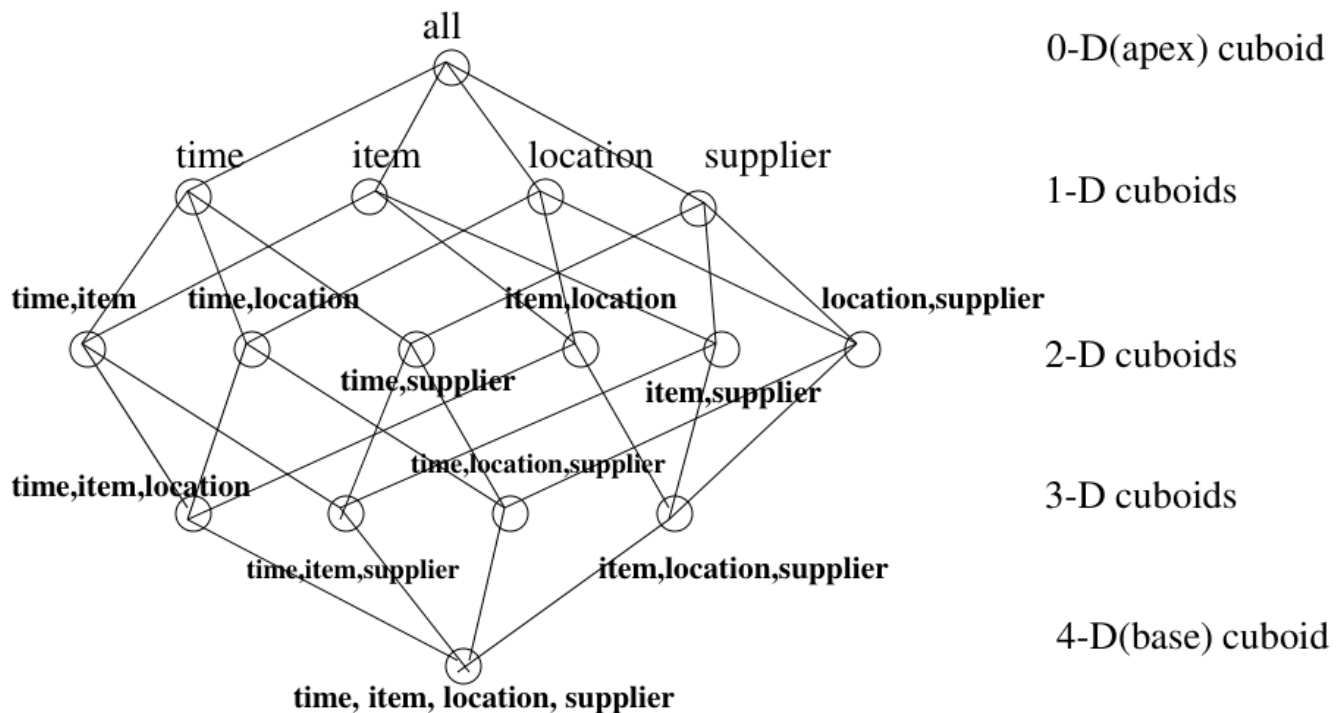 all
0-D(apex) cuboid
time
item
location
supplier
1-D cuboids
time,item
time,location
item,location
location,supplier
2-D cuboids
time,supplier
item,supplier
time,location,supplier
time,item,location
3-D cuboids
time,item,supplier
item,location,supplier
4-D(base) cuboid
time, item, location, supplier